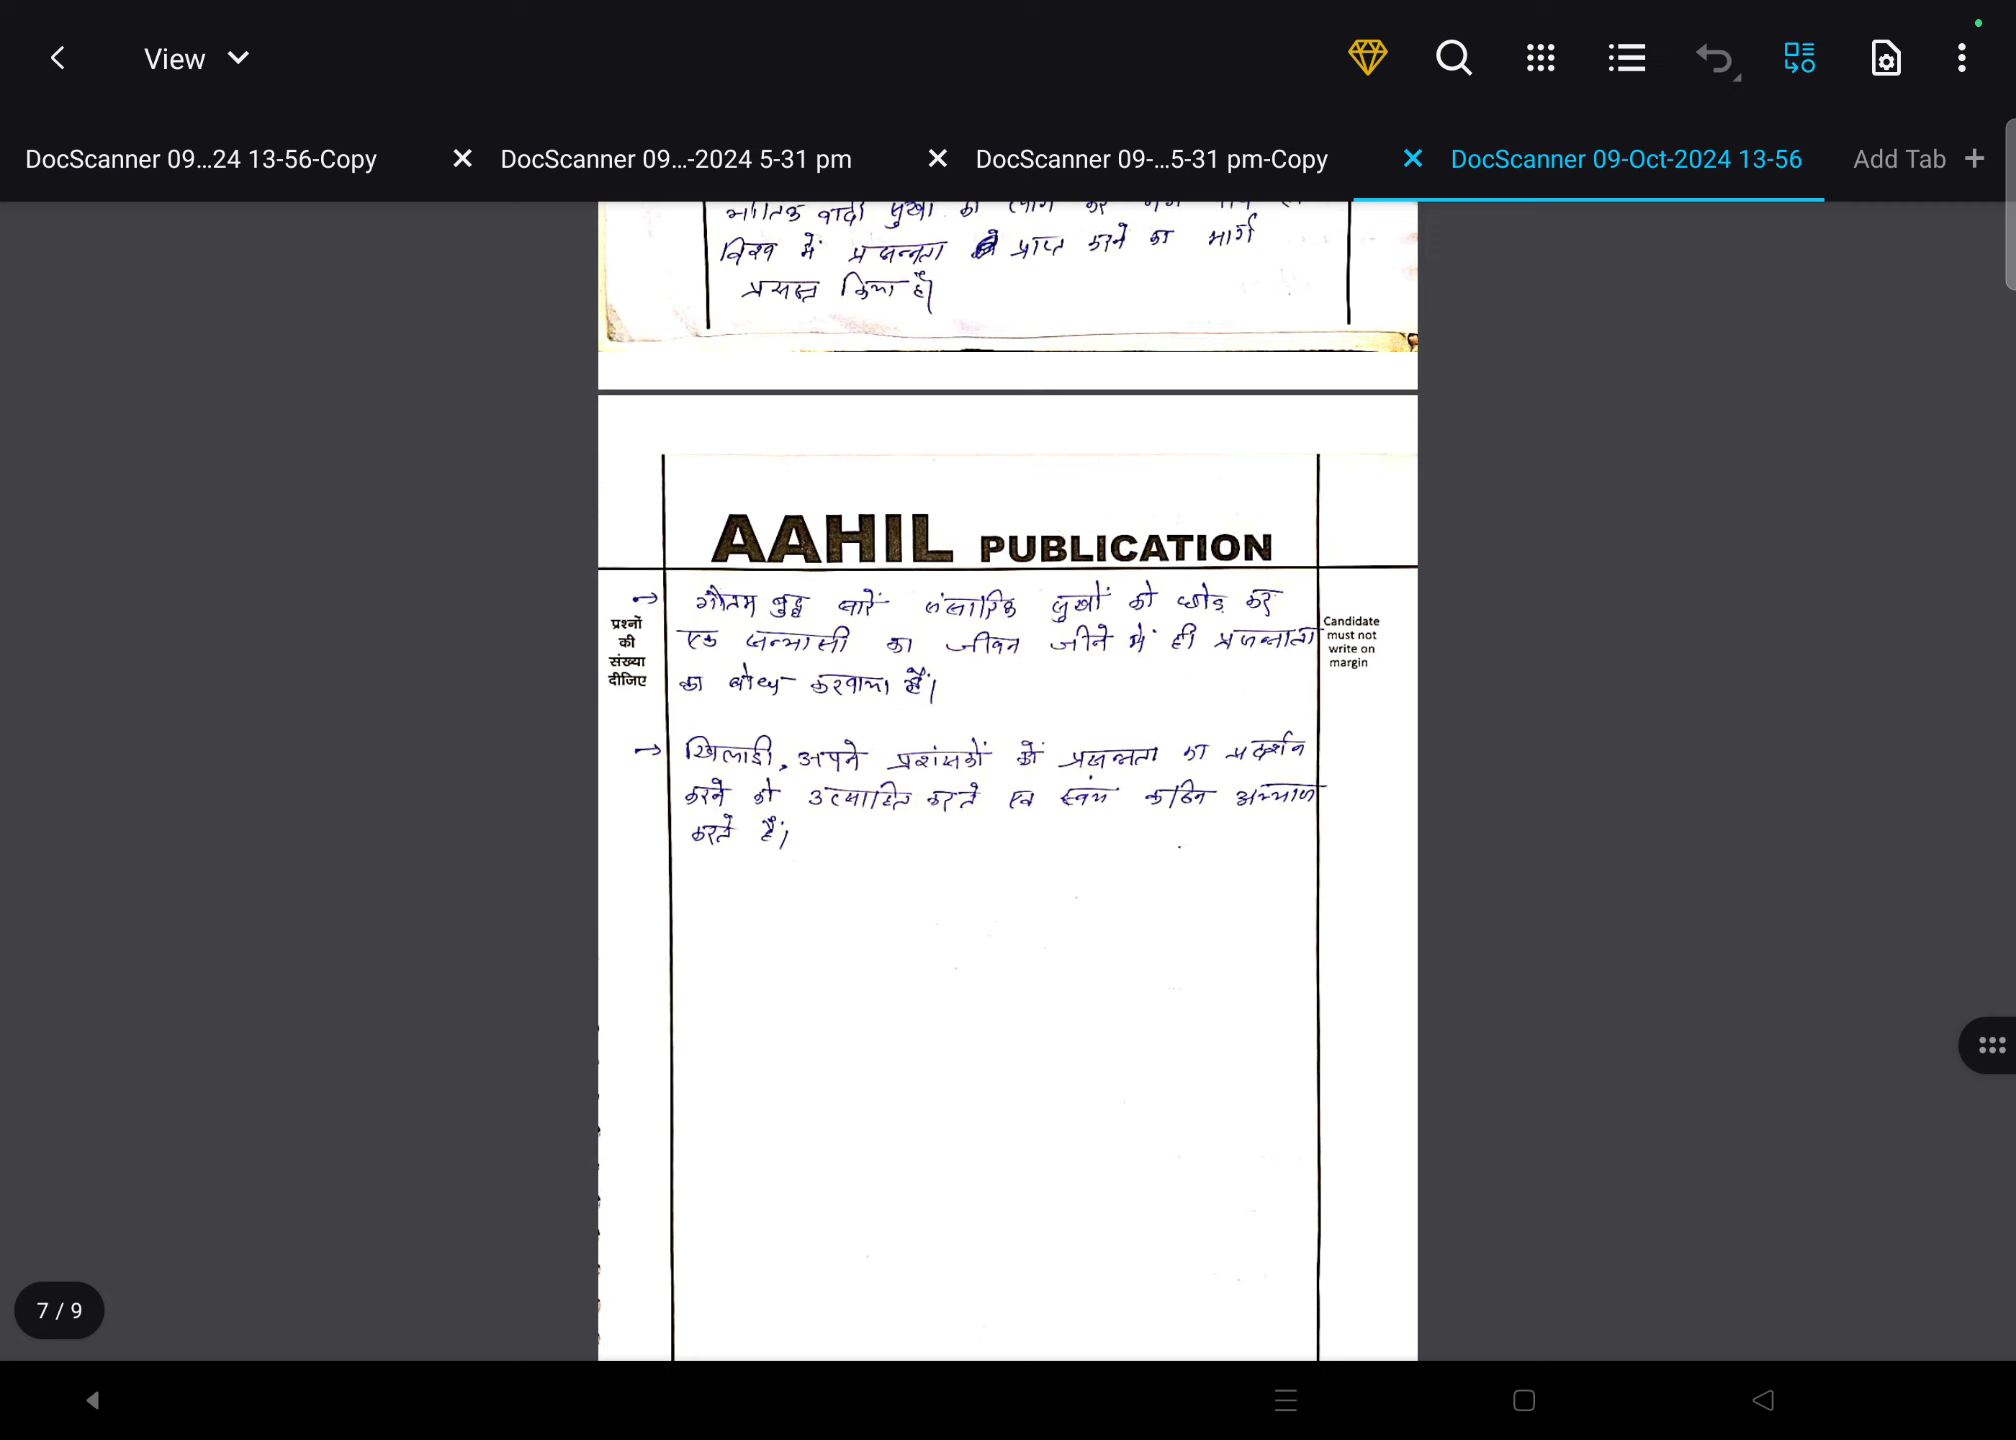 View
DocScanner 09...24 13-56-Copy
DocScanner 09...-2024 5-31 pm
DocScanner 09-...5-31 pm-Copy
DocScanner 09-Oct-2024 13-56
Add Tab +
विश्व में प्रसन्नता प्राप्त करने का मार्ग
प्रसस्त किया है।
AAHIL PUBLICATION
प्रश्नों
की
संख्या
दीजिए
Candidate
must not
write on
margin
→ गौतम बुद्ध सारें संसारिक सुखों को छोड़ कर
एक सन्यासी का जीवन जीने में ही प्रसन्नता
का बोध करवाया हैं।
→ खिलाडी, अपने प्रशंसकों को प्रसन्नता का प्रदर्शन
करने को उत्साहित करते एवं स्वयं कठिन अभ्यास
करते हैं।
7 / 9